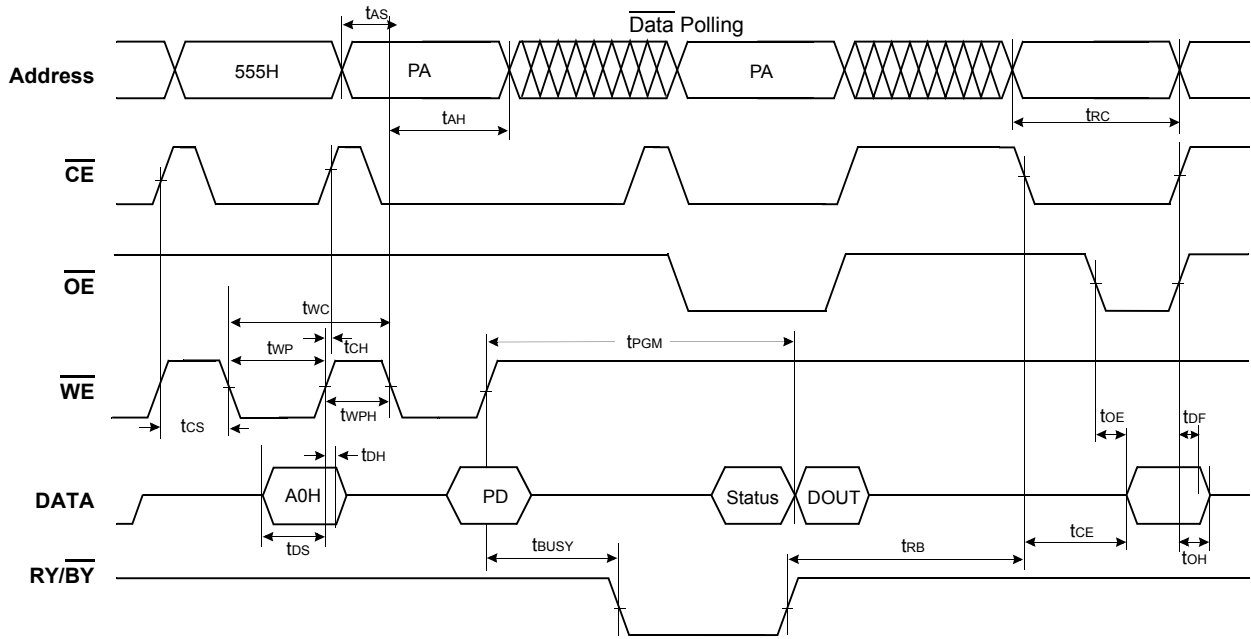 tAS
Data Polling
Address
555H
PA
PA
tAH
tRC
CE
OE
tWC
tWP
tCH
tPGM
WE
tCS
tWPH
tOE
tDF
tDH
DATA
A0H
PD
Status
DOUT
tDS
tBUSY
tRB
tCE
tOH
RY/BY